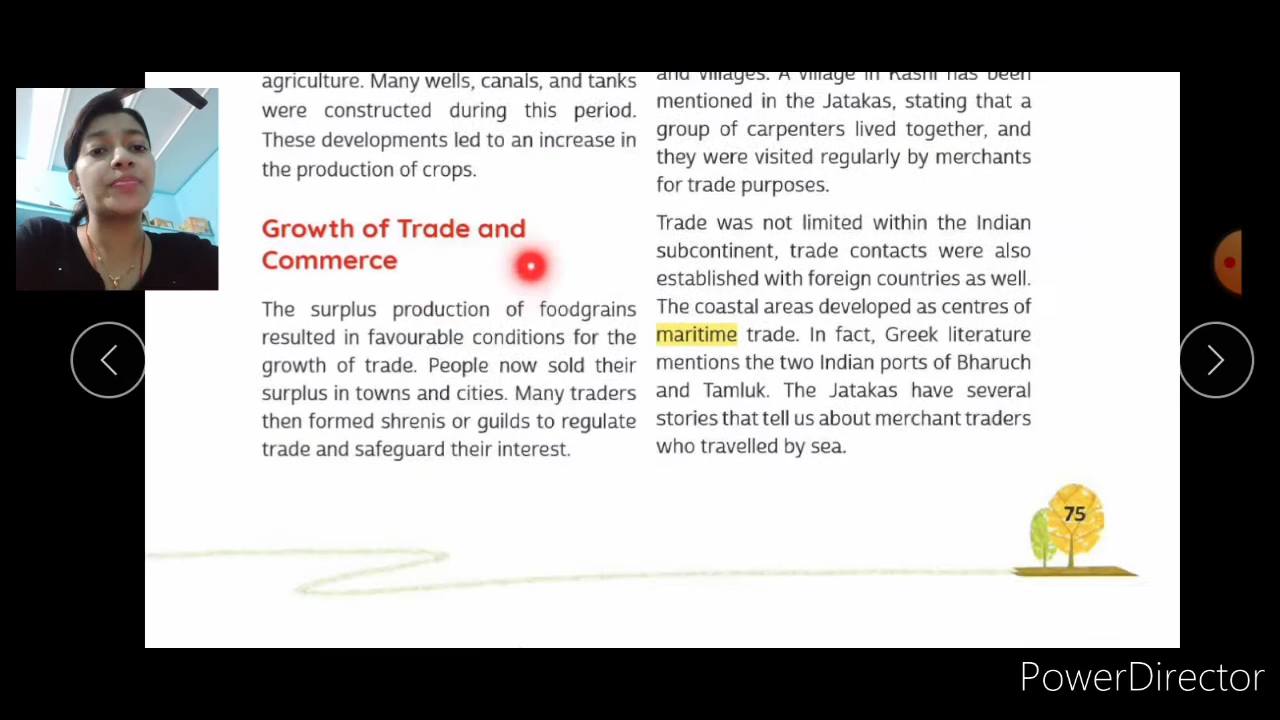 agriculture. Many wells, canals, and tanks
were constructed during this period.
These developments led to an increase in
the production of crops.
Growth of Trade and
Commerce
The surplus production of foodgrains
resulted in favourable conditions for the
growth of trade. People now sold their
surplus in towns and cities. Many traders
then formed shrenis or guilds to regulate
trade and safeguard their interest.
and villages. A village in Kashi has been
mentioned in the Jatakas, stating that a
group of carpenters lived together, and
they were visited regularly by merchants
for trade purposes.
Trade was not limited within the Indian
subcontinent, trade contacts were also
established with foreign countries as well.
The coastal areas developed as centres of
maritime trade. In fact, Greek literature
mentions the two Indian ports of Bharuch
and Tamluk. The Jatakas have several
stories that tell us about merchant traders
who travelled by sea.
75
PowerDirector